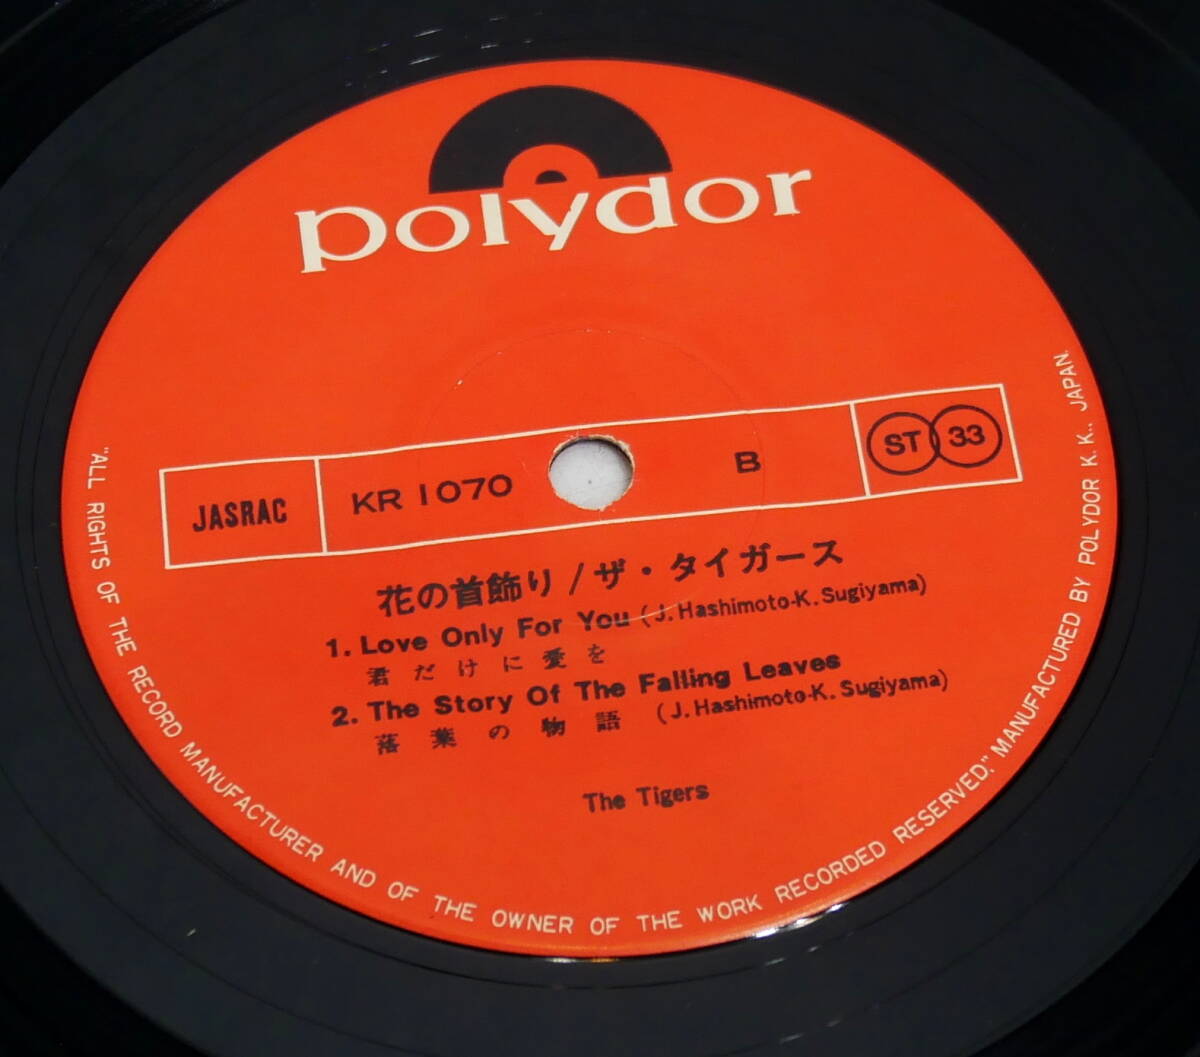 polydor
JASRAC
KR 1070
B
ST 33
花の首飾り / ザ・タイガース
1. Love Only For You (J. Hashimoto-K. Sugiyama)
君だけに愛を
2. The Story Of The Falling Leaves
落葉の物語 (J. Hashimoto-K. Sugiyama)
The Tigers
"ALL RIGHTS OF THE RECORD MANUFACTURER AND OF THE OWNER OF THE WORK RECORDED RESERVED." MANUFACTURED BY POLYDOR K.K., JAPAN.